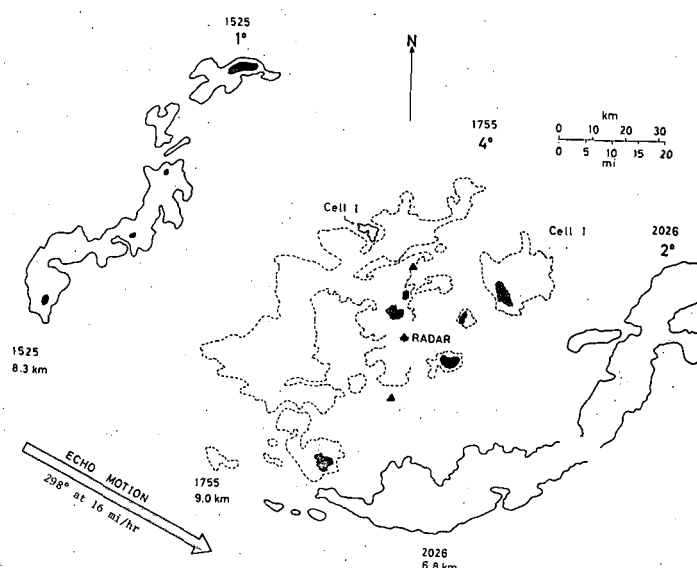 1525
1°
N
1755
4°
km
0 10 20 30
0 5 10 15 20
mi
Cell I
Cell I
2026
2°
RADAR
1525
8.3 km
ECHO MOTION
298° at 16 mi/hr
1755
9.0 km
2026
6.8 km